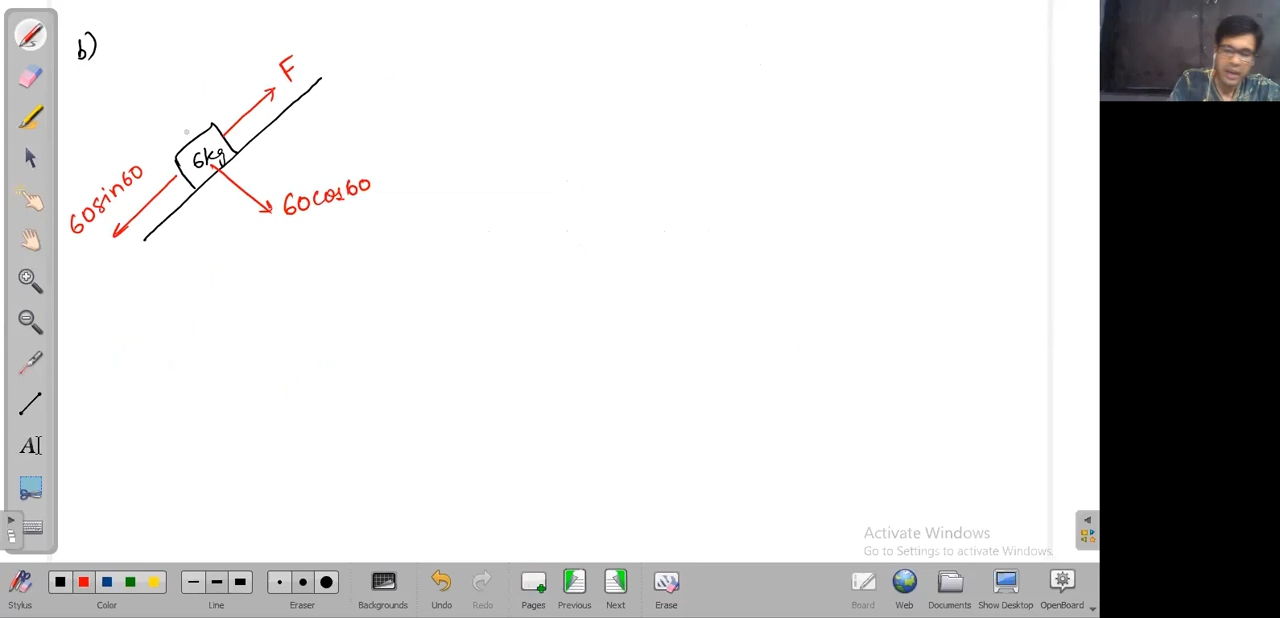 b)
F
6kg
60sin60
60cos60
Activate Windows
Go to Settings to activate Windows.
Stylus
Color
Line
Eraser
Backgrounds
Undo
Redo
Pages
Previous
Next
Erase
Board
Web
Documents
Show Desktop
OpenBoard